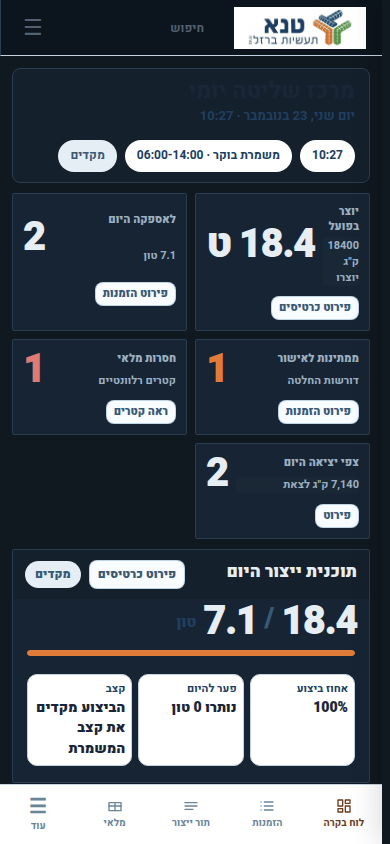 טנא
תעשיות ברזל
חיפוש
מרכז שליטה יומי
יום שני, 23 בנובמבר · 10:27
10:27
משמרת בוקר · 06:00-14:00
מקדים
יוצר בפועל
18.4 ט
18400 ק"ג יוצרו
פירוט כרטיסים
לאספקה היום
2
7.1 טון
פירוט הזמנות
ממתינות לאישור
1
דורשות החלטה
פירוט הזמנות
חסרות מלאי
1
קטרים רלוונטיים
ראה קטרים
צפי יציאה היום
2
7,140 ק"ג לצאת
פירוט
תוכנית ייצור היום
פירוט כרטיסים
מקדים
18.4 / 7.1 טון
אחוז ביצוע
100%
פער להיום
נותרו 0 טון
קצב
הביצוע מקדים
את קצב
המשמרת
לוח בקרה
הזמנות
תור ייצור
מלאי
עוד